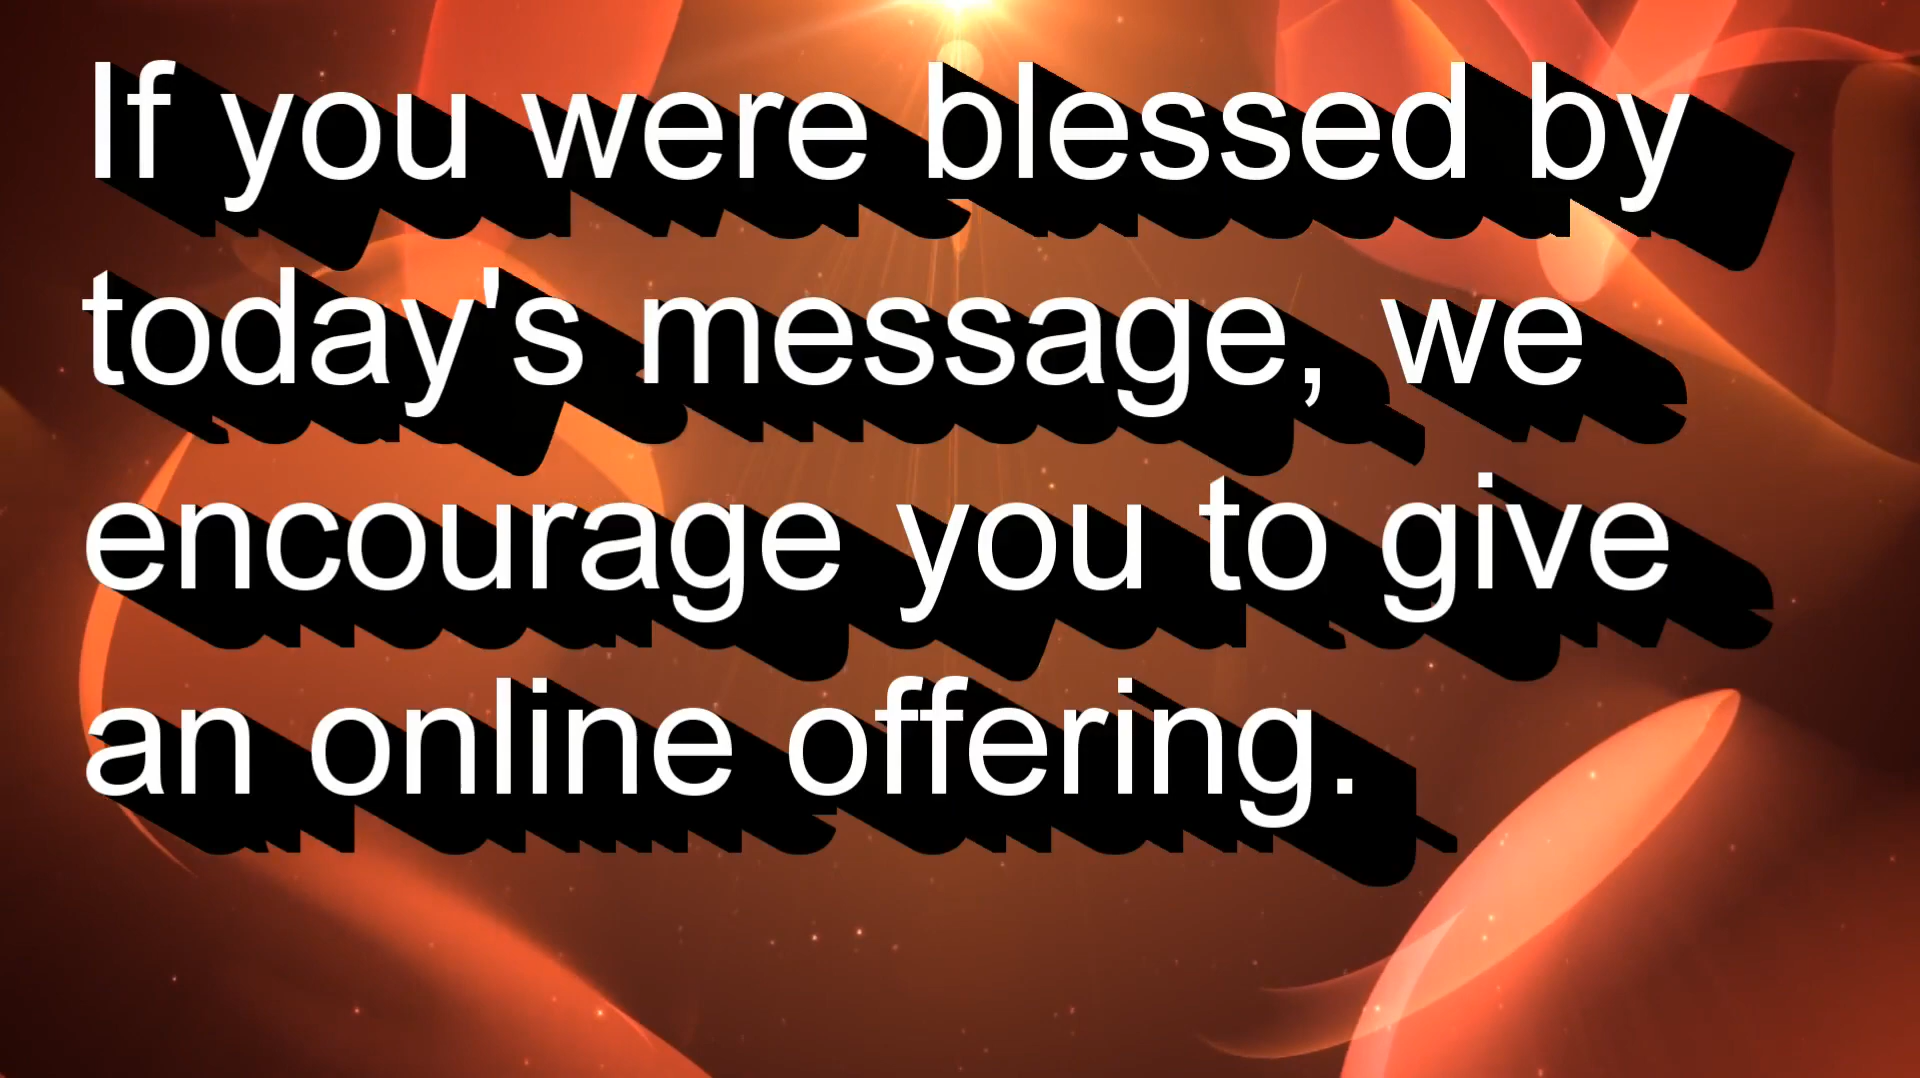 If you were blessed by
today's message, we
encourage you to give
an online offering.